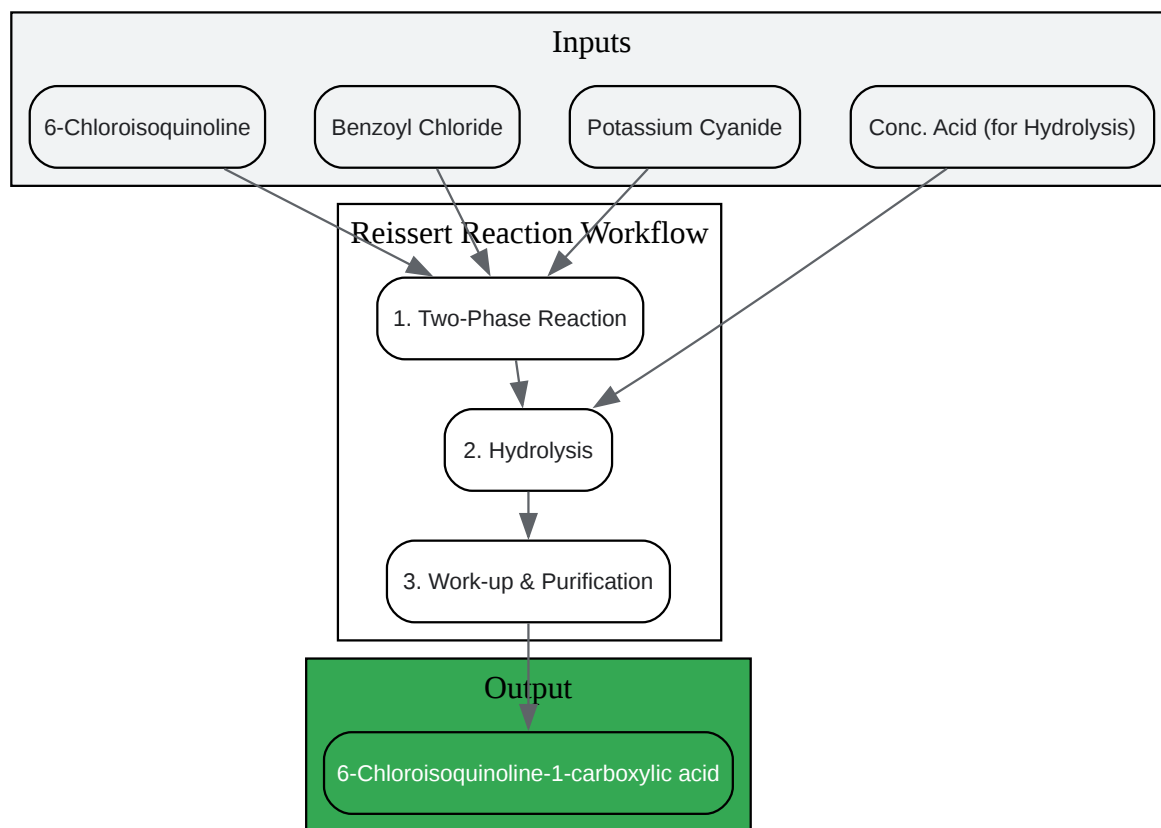 Inputs
6-Chloroisoquinoline
Benzoyl Chloride
Potassium Cyanide
Conc. Acid (for Hydrolysis)
Reissert Reaction Workflow
1. Two-Phase Reaction
2. Hydrolysis
3. Work-up & Purification
Output
6-Chloroisoquinoline-1-carboxylic acid